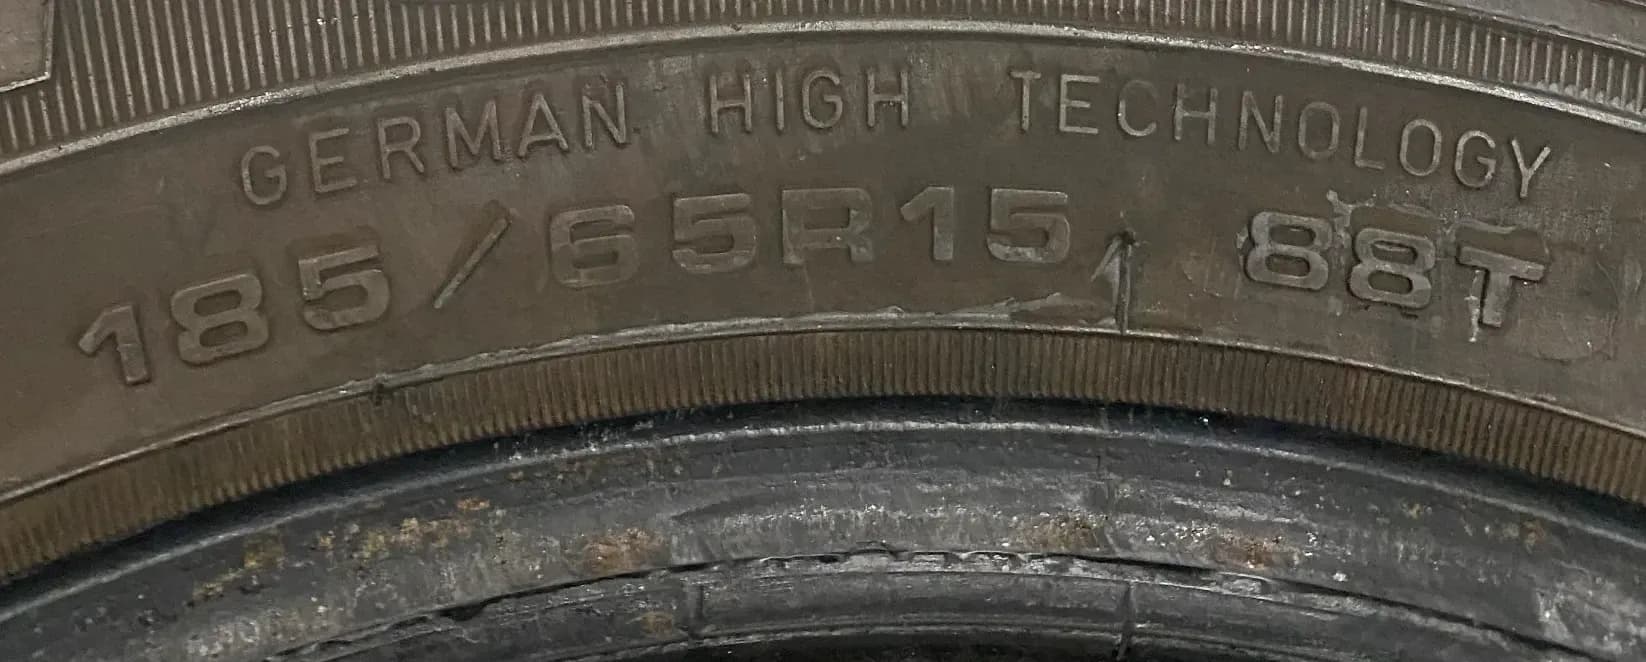 GERMAN HIGH TECHNOLOGY
185/65R15 88T